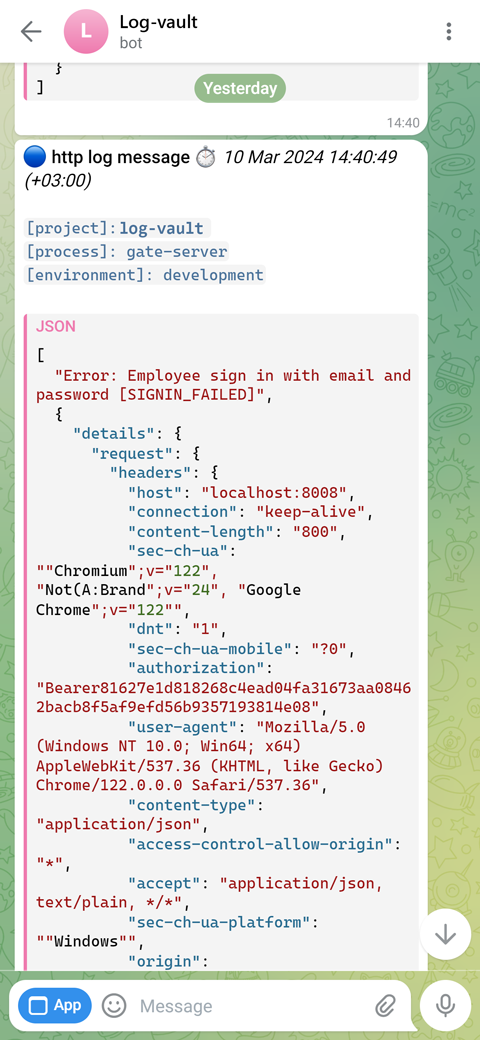 Log-vault
L
bot
}
]
Yesterday
14:40
http log message 10 Mar 2024 14:40:49
(+03:00)
[project]: log-vault
[process]: gate-server
[environment]: development
JSON
[
"Error: Employee sign in with email and
password [SIGNIN_FAILED]",
{
"details": {
"request": {
"headers": {
"host": "localhost:8008",
"connection": "keep-alive",
"content-length": "800",
"sec-ch-ua":
""Chromium";v="122",
"Not(A:Brand";v="24", "Google
Chrome";v="122"",
"dnt": "1",
"sec-ch-ua-mobile": "?0",
"authorization":
"Bearer81627e1d818268c4ead04fa31673aa0846
2bacb8f5af9efd56b9357193814e08",
"user-agent": "Mozilla/5.0
(Windows NT 10.0; Win64; x64)
AppleWebKit/537.36 (KHTML, like Gecko)
Chrome/122.0.0.0 Safari/537.36",
"content-type":
"application/json",
"access-control-allow-origin":
"*",
"accept": "application/json,
text/plain, */*",
"sec-ch-ua-platform":
""Windows"",
"origin":
App
Message